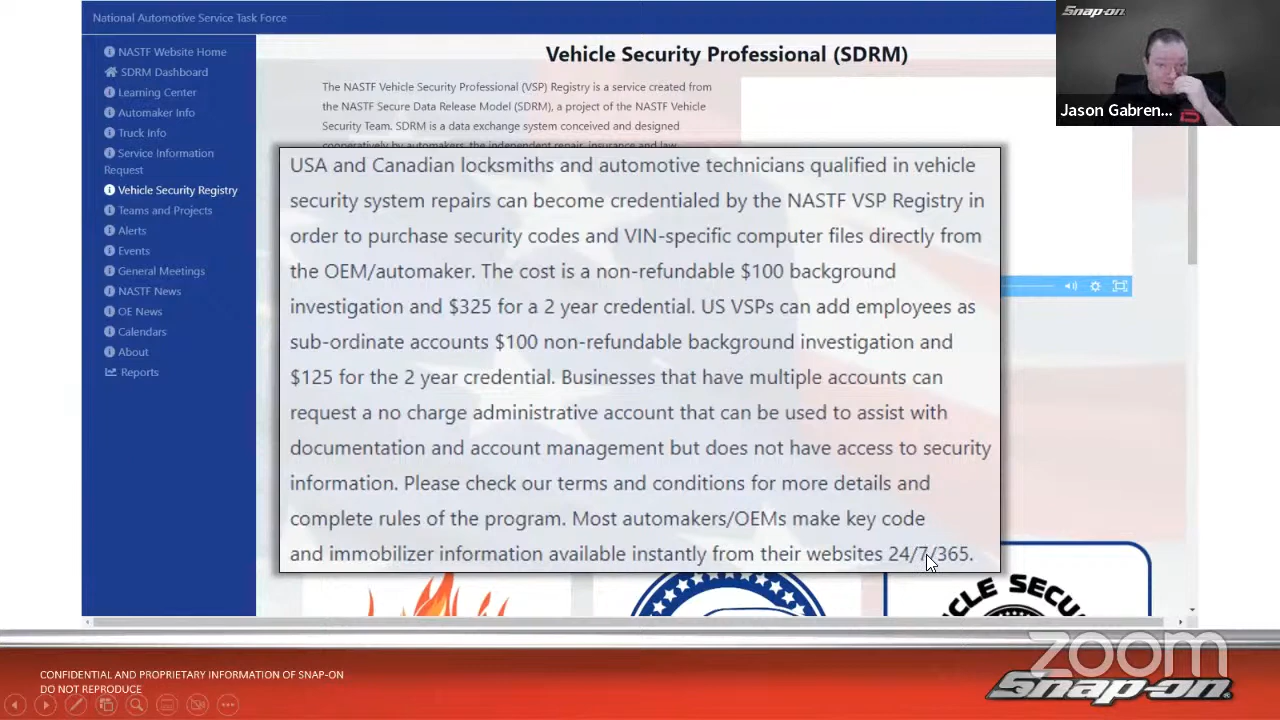 National Automotive Service Task Force
NASTF Website Home
SDRM Dashboard
Learning Center
Automaker Info
Truck Info
Service Information
Request
Vehicle Security Registry
Teams and Projects
Alerts
Events
General Meetings
NASTF News
OE News
Calendars
About
Reports
Vehicle Security Professional (SDRM)
The NASTF Vehicle Security Professional (VSP) Registry is a service created from
the NASTF Secure Data Release Model (SDRM), a project of the NASTF Vehicle
Security Team. SDRM is a data exchange system conceived and designed
cooperatively by automakers, the independent repair, insurance and law
USA and Canadian locksmiths and automotive technicians qualified in vehicle
security system repairs can become credentialed by the NASTF VSP Registry in
order to purchase security codes and VIN-specific computer files directly from
the OEM/automaker. The cost is a non-refundable $100 background
investigation and $325 for a 2 year credential. US VSPs can add employees as
sub-ordinate accounts $100 non-refundable background investigation and
$125 for the 2 year credential. Businesses that have multiple accounts can
request a no charge administrative account that can be used to assist with
documentation and account management but does not have access to security
information. Please check our terms and conditions for more details and
complete rules of the program. Most automakers/OEMs make key code
and immobilizer information available instantly from their websites 24/7/365.
Snap-on
Jason Gabren...
CONFIDENTIAL AND PROPRIETARY INFORMATION OF SNAP-ON
DO NOT REPRODUCE
zoom
Snap-on